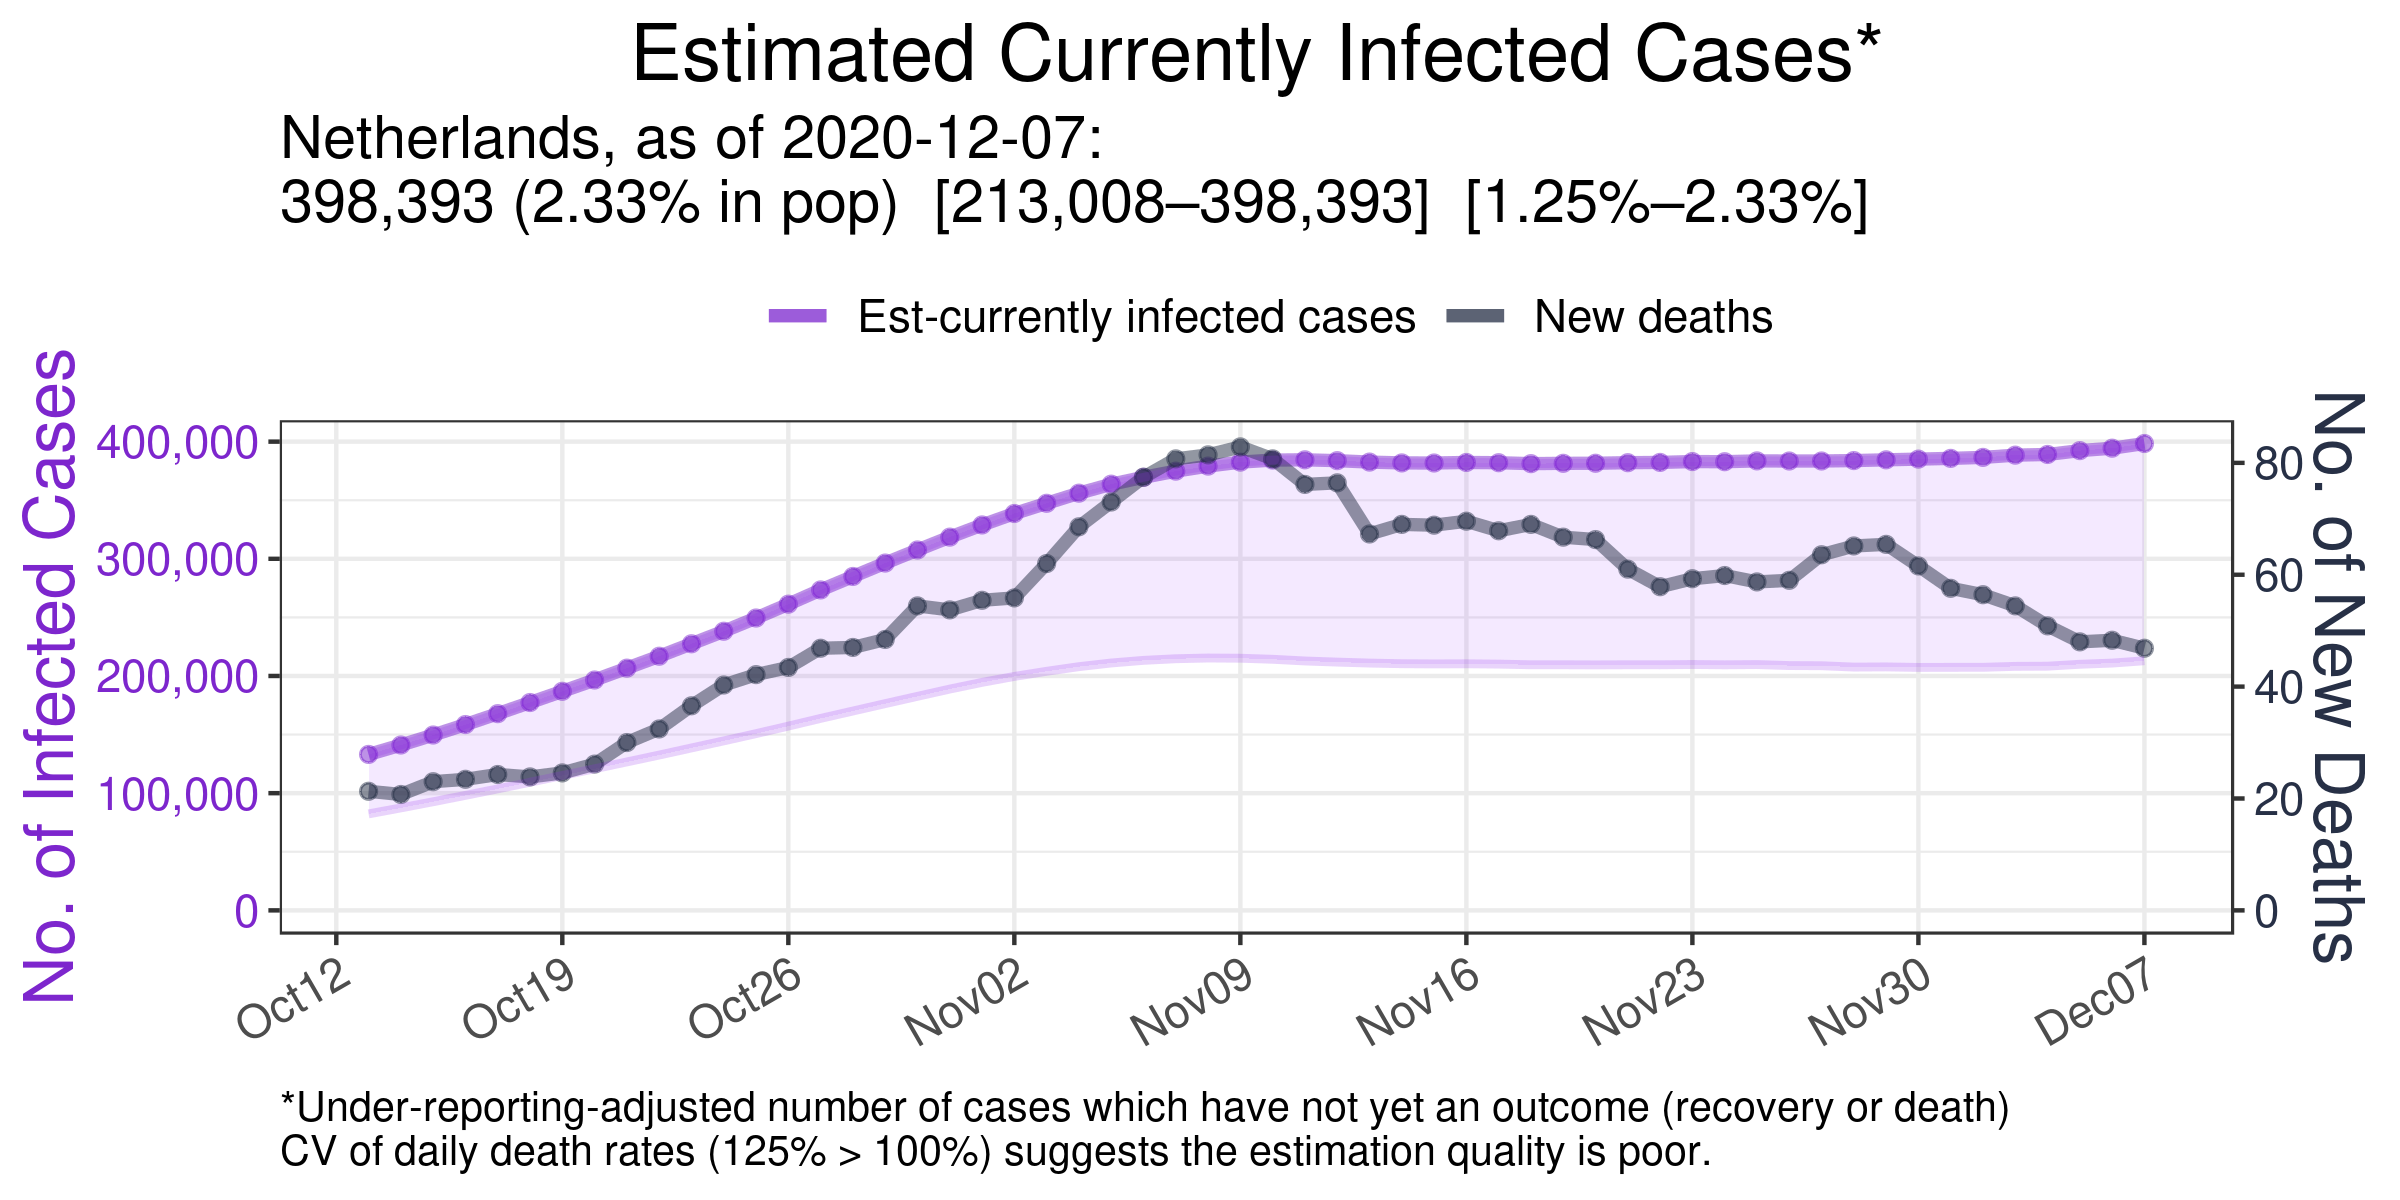 Estimated Currently Infected Cases*
Netherlands, as of 2020-12-07:
398,393 (2.33% in pop)  [213,008–398,393]  [1.25%–2.33%]
Est-currently infected cases
New deaths
No. of Infected Cases
400,000
300,000
200,000
100,000
0
80
60
40
20
0
No. of New Deaths
Oct12
Oct19
Oct26
Nov02
Nov09
Nov16
Nov23
Nov30
Dec07
*Under-reporting-adjusted number of cases which have not yet an outcome (recovery or death)
CV of daily death rates (125% > 100%) suggests the estimation quality is poor.